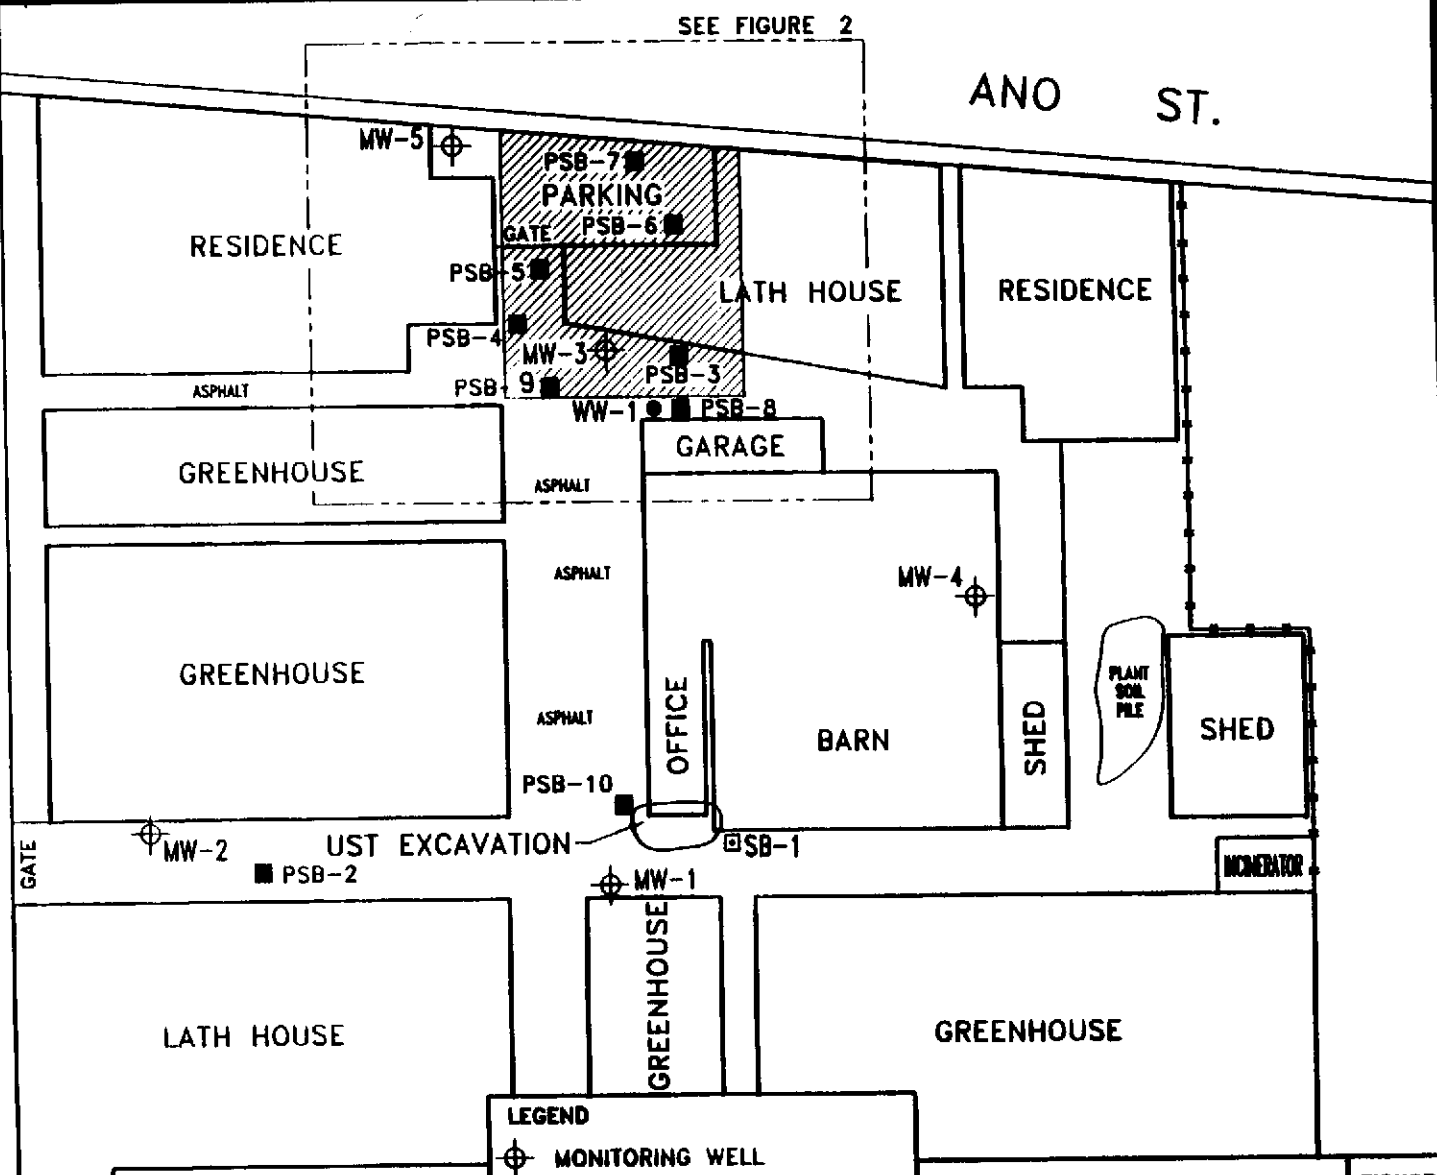 SEE FIGURE 2
ANO ST.
MW-5
PSB-7
PARKING
PSB-6
GATE
RESIDENCE
PSB-5
LATH HOUSE
RESIDENCE
PSB-4
MW-3
PSB-3
ASPHALT
PSB-9
WW-1
PSB-8
GARAGE
GREENHOUSE
ASPHALT
ASPHALT
MW-4
GREENHOUSE
PLANT
SOIL
PILE
OFFICE
ASPHALT
SHED
SHED
BARN
PSB-10
UST EXCAVATION
SB-1
MW-2
GATE
PSB-2
MW-1
INCINERATOR
GREENHOUSE
LATH HOUSE
GREENHOUSE
LEGEND
MONITORING WELL